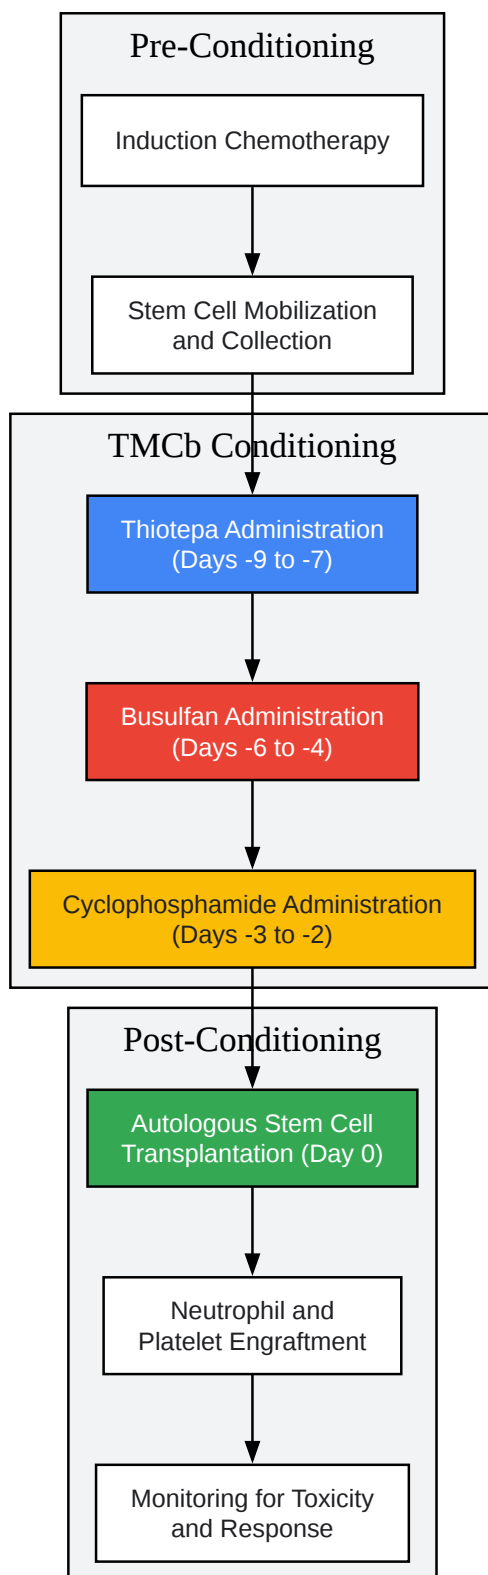 Pre-Conditioning
Induction Chemotherapy
Stem Cell Mobilization
and Collection
TMCb Conditioning
Thiotepa Administration
(Days -9 to -7)
Busulfan Administration
(Days -6 to -4)
Cyclophosphamide Administration
(Days -3 to -2)
Post-Conditioning
Autologous Stem Cell
Transplantation (Day 0)
Neutrophil and
Platelet Engraftment
Monitoring for Toxicity
and Response